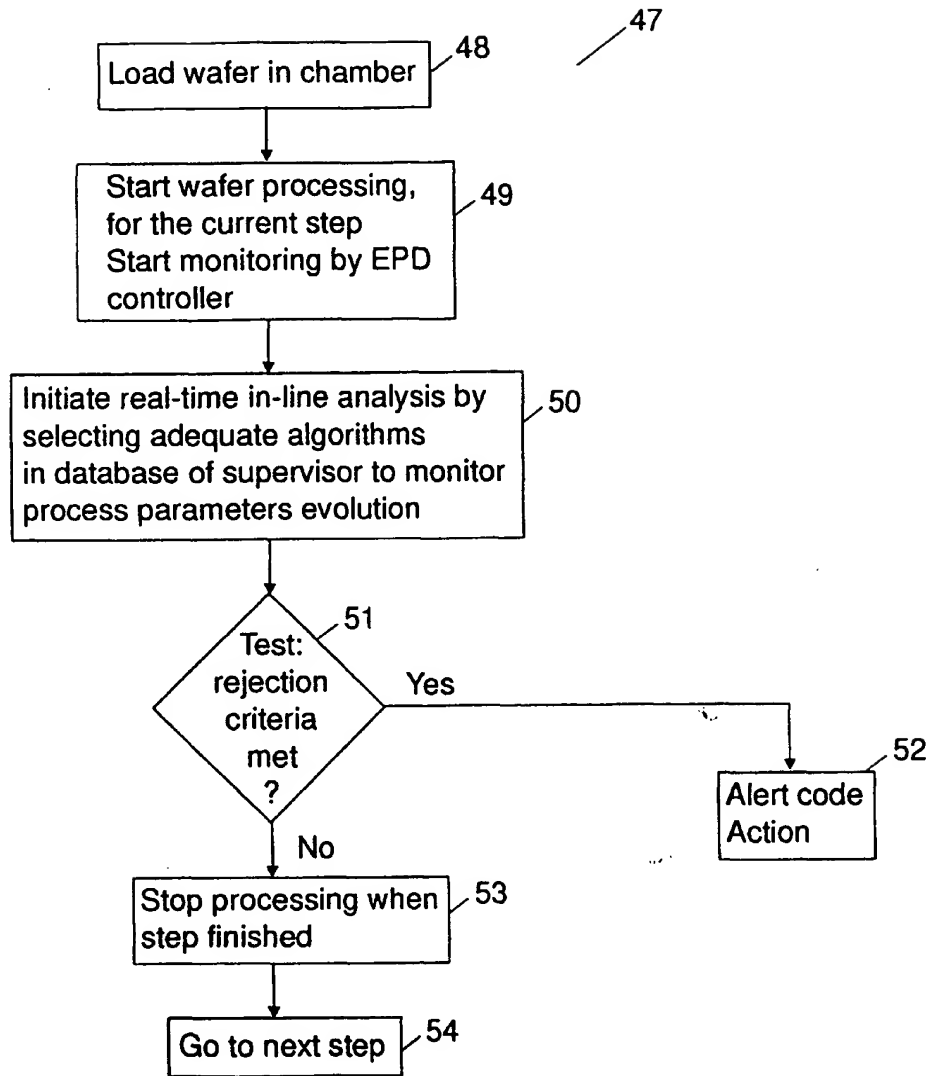 47
Load wafer in chamber
48
Start wafer processing,
for the current step
Start monitoring by EPD
controller
49
Initiate real-time in-line analysis by
selecting adequate algorithms
in database of supervisor to monitor
process parameters evolution
50
Test:
rejection
criteria
met
?
51
Yes
52
Alert code
Action
No
Stop processing when
step finished
53
Go to next step
54